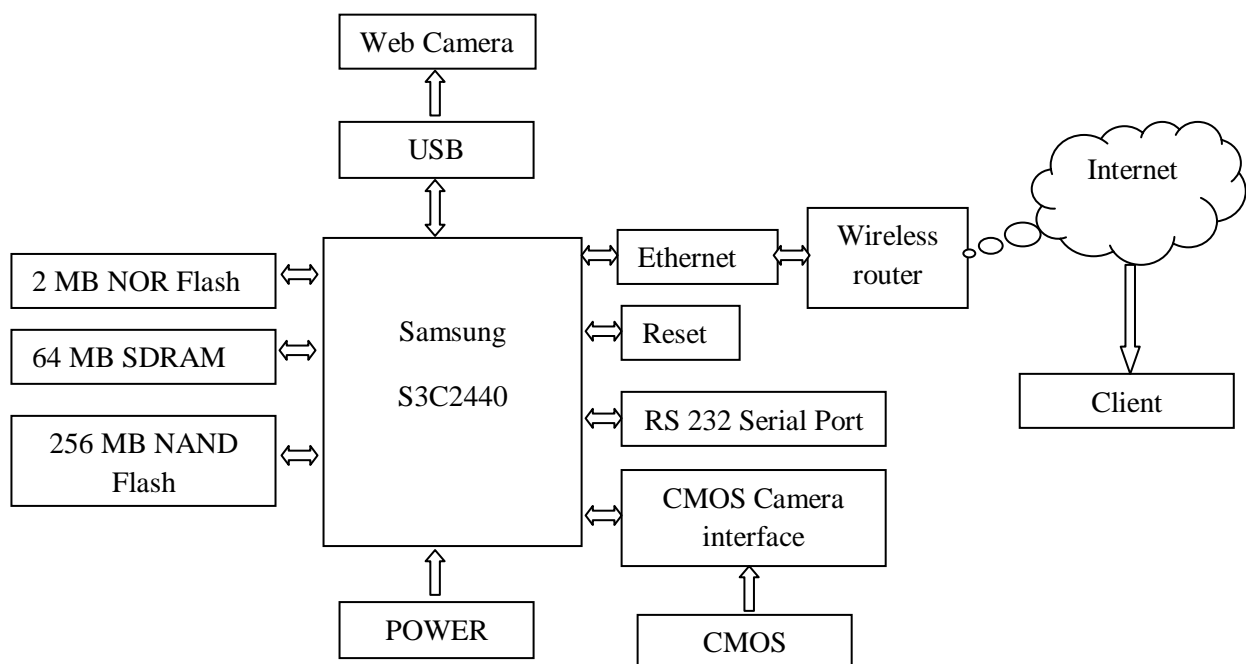 Web Camera
USB
Internet
Wireless
router
Ethernet
2 MB NOR Flash
Samsung
S3C2440
Reset
64 MB SDRAM
Client
RS 232 Serial Port
256 MB NAND
Flash
CMOS Camera
interface
POWER
CMOS